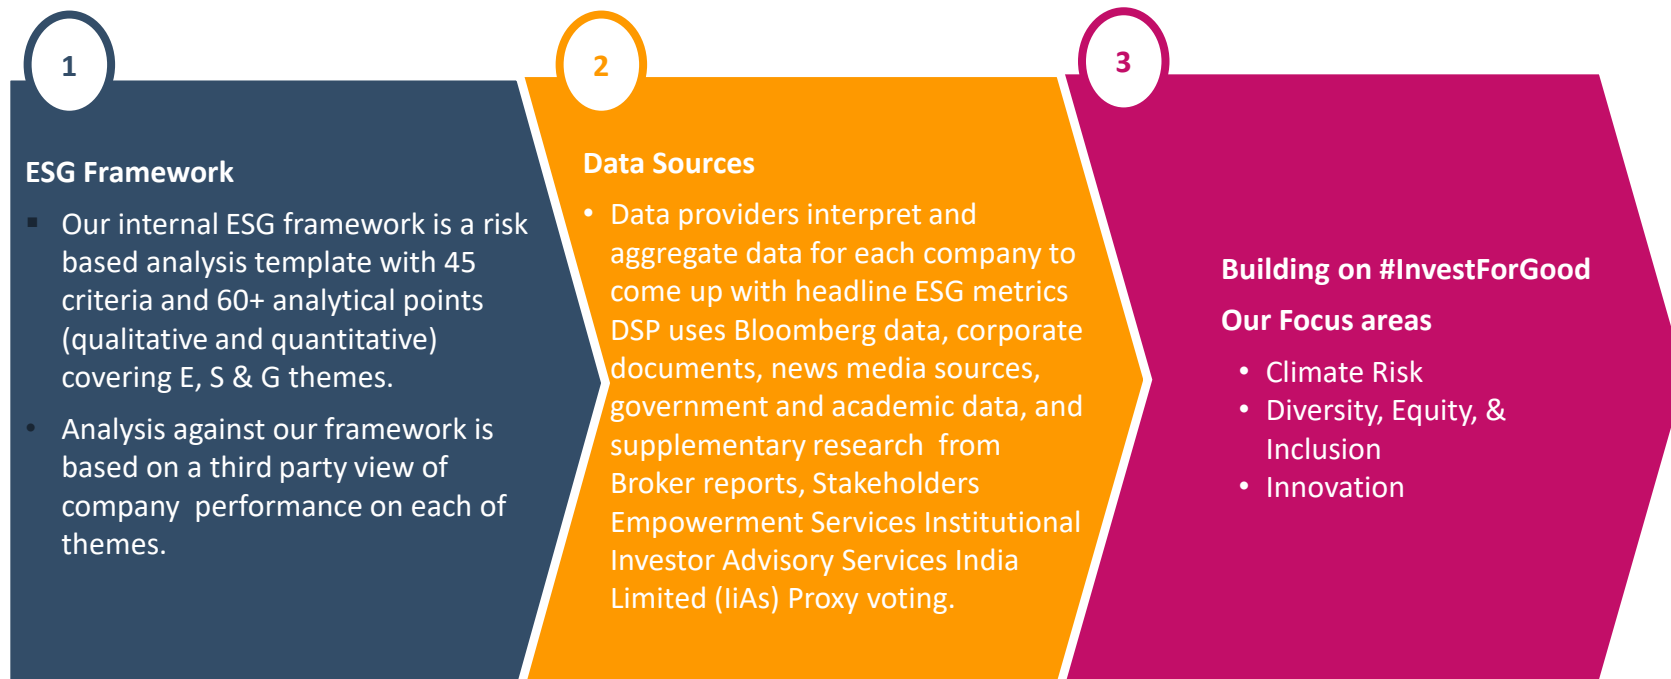 1
ESG Framework
▪ Our internal ESG framework is a risk
based analysis template with 45
criteria and 60+ analytical points
(qualitative and quantitative)
covering E, S & G themes.
• Analysis against our framework is
based on a third party view of
company  performance on each of
themes.
2
Data Sources
• Data providers interpret and
aggregate data for each company to
come up with headline ESG metrics
DSP uses Bloomberg data, corporate
documents, news media sources,
government and academic data, and
supplementary research  from
Broker reports, Stakeholders
Empowerment Services Institutional
Investor Advisory Services India
Limited (IiAs) Proxy voting.
3
Building on #InvestForGood
Our Focus areas
• Climate Risk
• Diversity, Equity, &
Inclusion
• Innovation